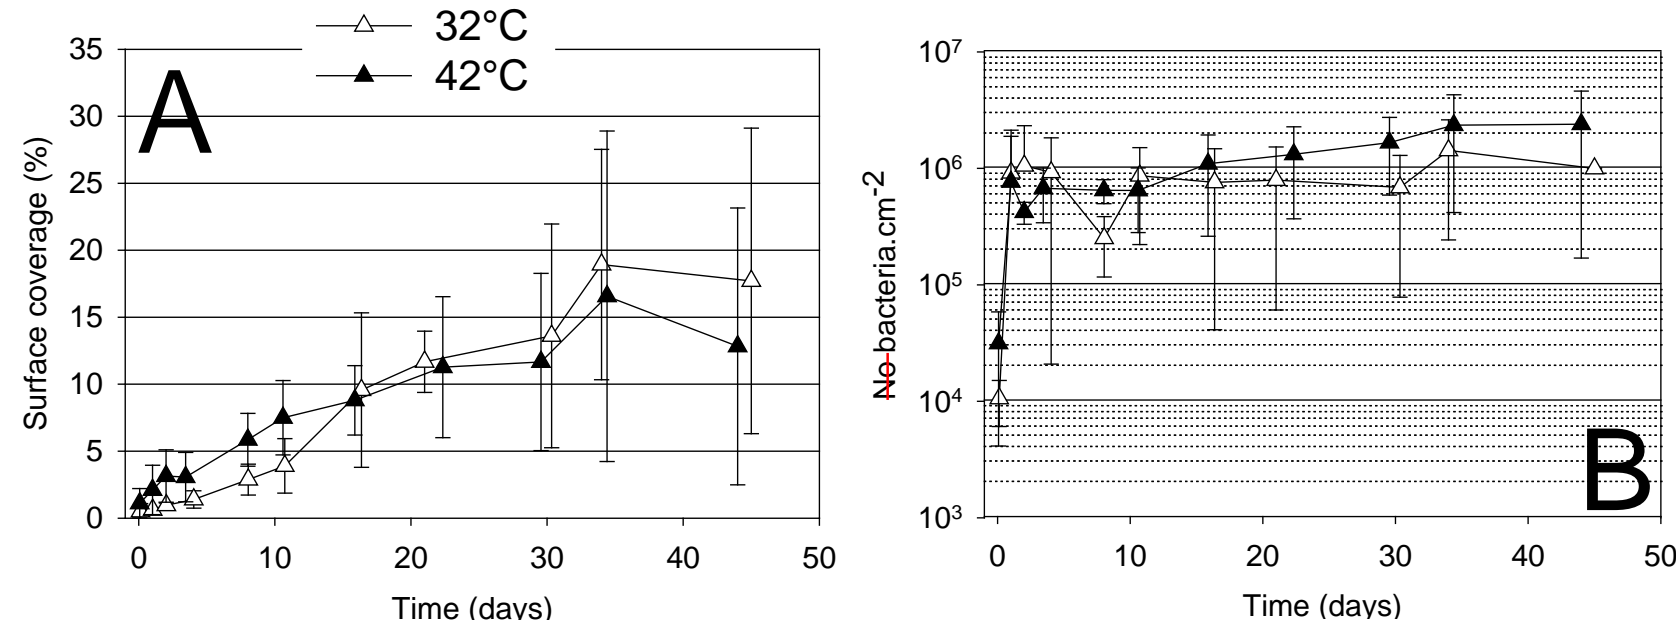 32°C
42°C
A
35
30
25
20
15
10
5
0
Surface coverage (%)
0 10 20 30 40 50
Time (days)
10⁷
10⁶
10⁵
10⁴
10³
No bacteria.cm⁻²
B
0 10 20 30 40 50
Time (days)